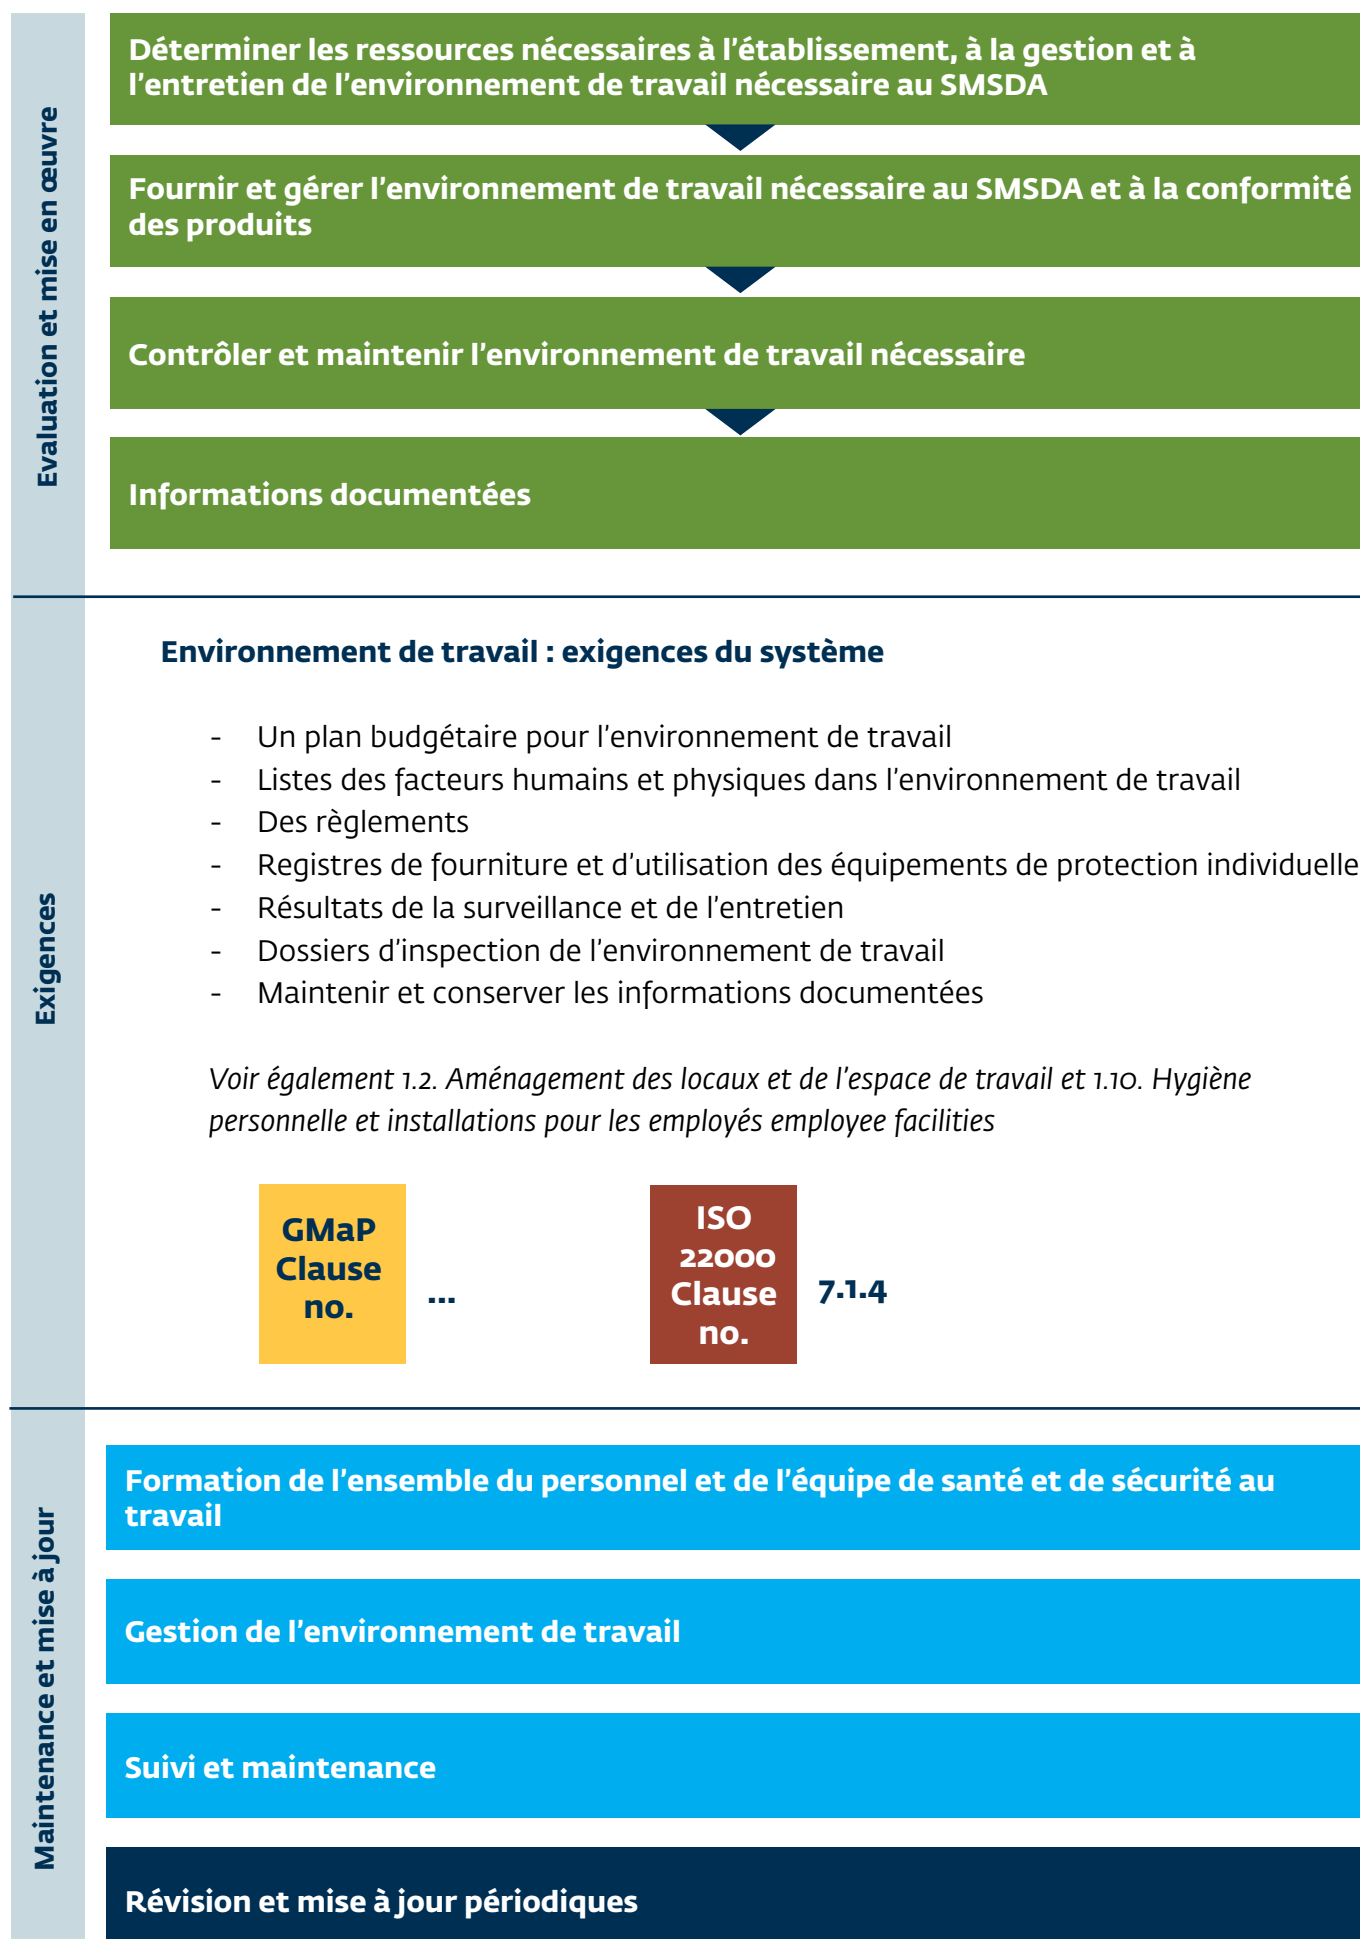 Evaluation et mise en œuvre
Déterminer les ressources nécessaires à l'établissement, à la gestion et à
l'entretien de l'environnement de travail nécessaire au SMSDA
Fournir et gérer l'environnement de travail nécessaire au SMSDA et à la conformité
des produits
Contrôler et maintenir l'environnement de travail nécessaire
Informations documentées
Exigences
Environnement de travail : exigences du système
- Un plan budgétaire pour l'environnement de travail
- Listes des facteurs humains et physiques dans l'environnement de travail
- Des règlements
- Registres de fourniture et d'utilisation des équipements de protection individuelle
- Résultats de la surveillance et de l'entretien
- Dossiers d'inspection de l'environnement de travail
- Maintenir et conserver les informations documentées
Voir également 1.2. Aménagement des locaux et de l'espace de travail et 1.10. Hygiène
personnelle et installations pour les employés employee facilities
GMaP
Clause
no.
...
ISO
22000
Clause
no.
7.1.4
Maintenance et mise à jour
Formation de l'ensemble du personnel et de l'équipe de santé et de sécurité au
travail
Gestion de l'environnement de travail
Suivi et maintenance
Révision et mise à jour périodiques